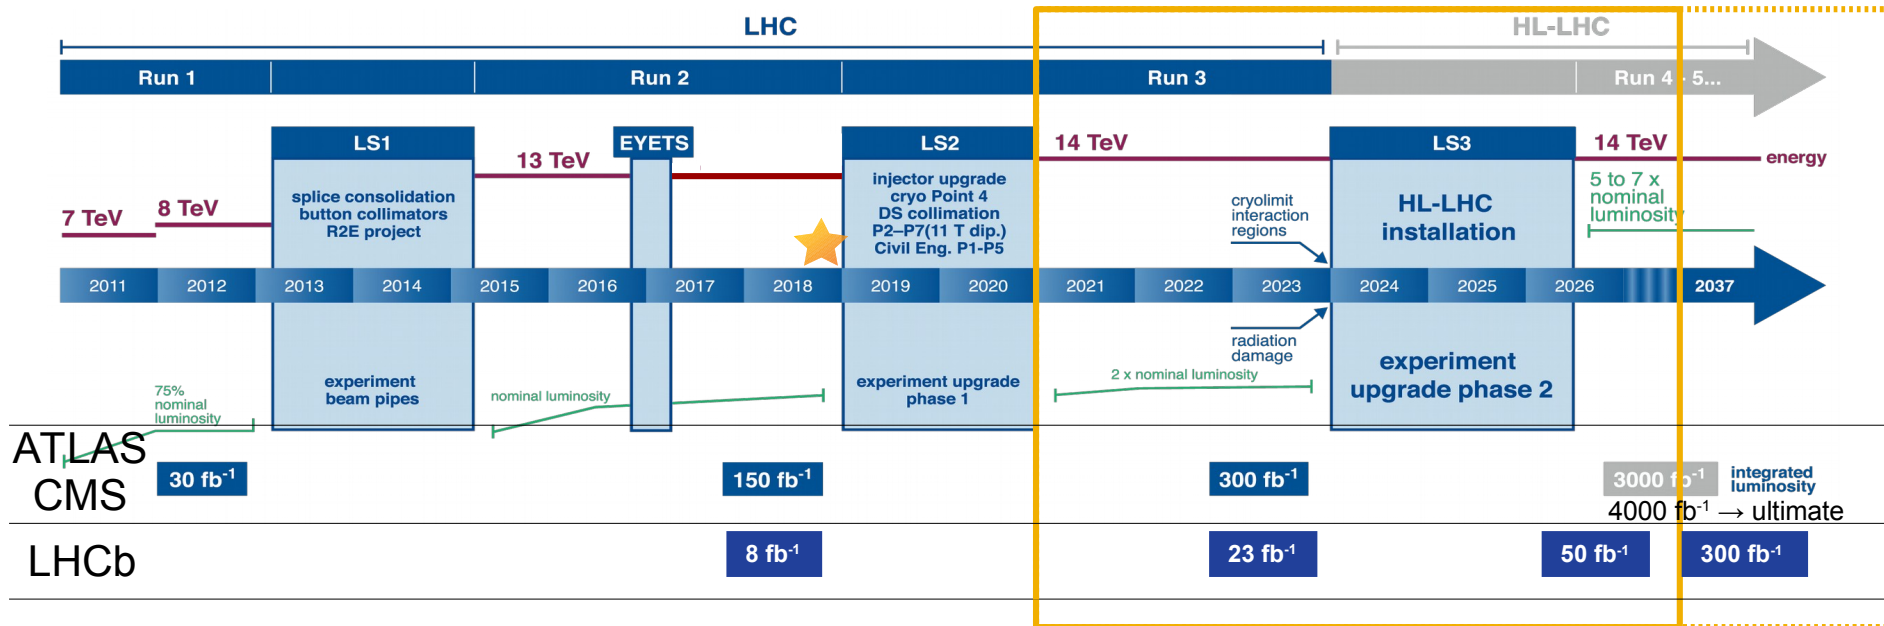 LHC
HL-LHC
Run 1
Run 2
Run 3
Run 4 - 5...
LS1
EYETS
LS2
14 TeV
LS3
14 TeV
13 TeV
energy
7 TeV
8 TeV
splice consolidation
button collimators
R2E project
injector upgrade
cryo Point 4
DS collimation
P2–P7(11 T dip.)
Civil Eng. P1-P5
cryolimit
interaction
regions
HL-LHC
installation
5 to 7 x
nominal
luminosity
2011
2012
2013
2014
2015
2016
2017
2018
2019
2020
2021
2022
2023
2024
2025
2026
2037
radiation
damage
75%
nominal
luminosity
experiment
beam pipes
nominal luminosity
experiment upgrade
phase 1
2 x nominal luminosity
experiment
upgrade phase 2
ATLAS
CMS
30 fb-1
150 fb-1
300 fb-1
3000 fb-1
integrated
luminosity
4000 fb-1 → ultimate
LHCb
8 fb-1
23 fb-1
50 fb-1
300 fb-1